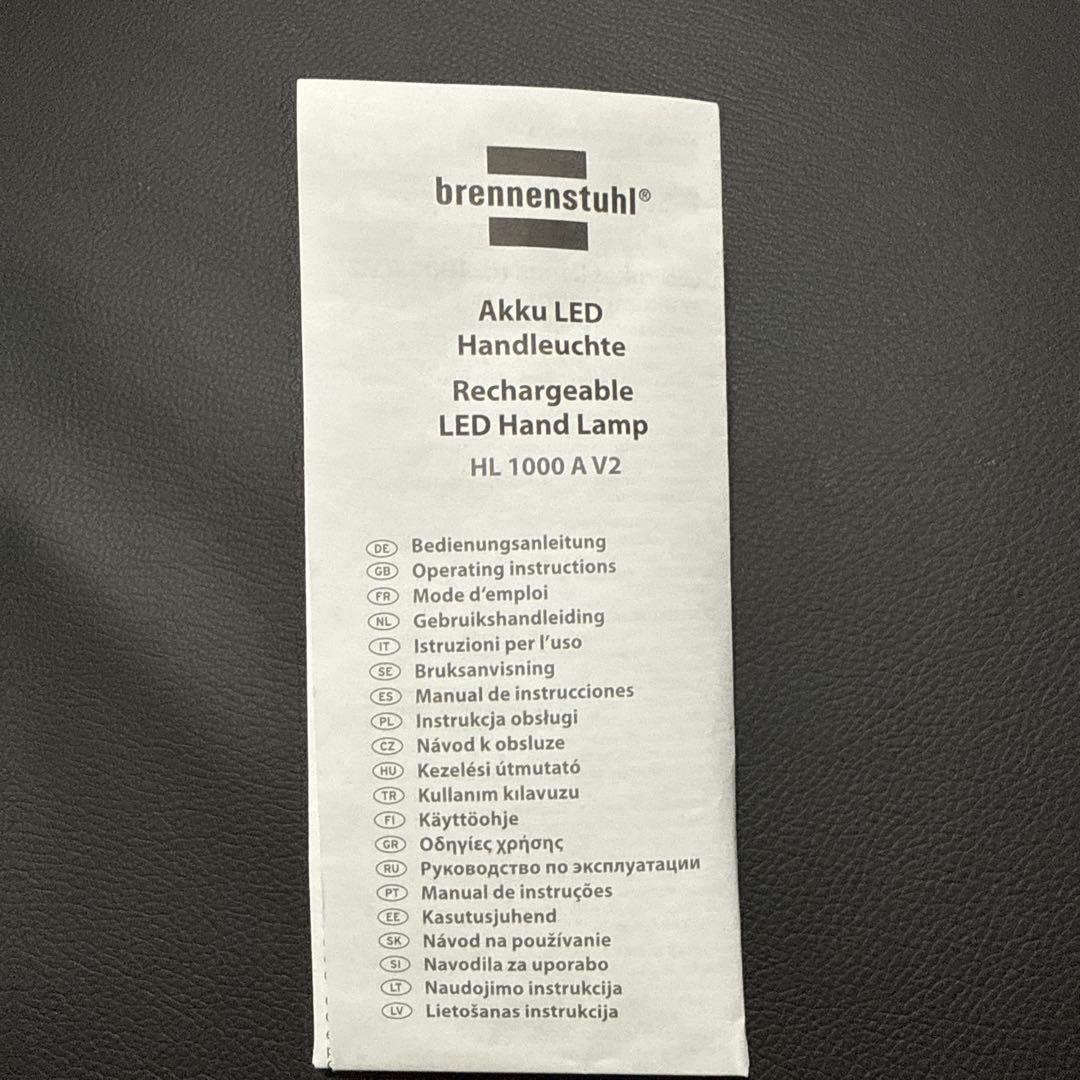 brennenstuhl®
Akku LED
Handleuchte
Rechargeable
LED Hand Lamp
HL 1000 A V2
DE Bedienungsanleitung
GB Operating instructions
FR Mode d‘emploi
NL Gebruikshandleiding
IT Istruzioni per l’uso
SE Bruksanvisning
ES Manual de instrucciones
PL Instrukcja obsługi
CZ Návod k obsluze
HU Kezelési útmutató
TR Kullanım kılavuzu
FI Käyttöohje
GR Οδηγίες χρήσης
RU Руководство по эксплуатации
PT Manual de instruções
EE Kasutusjuhend
SK Návod na používanie
SI Navodila za uporabo
LT Naudojimo instrukcija
LV Lietošanas instrukcija